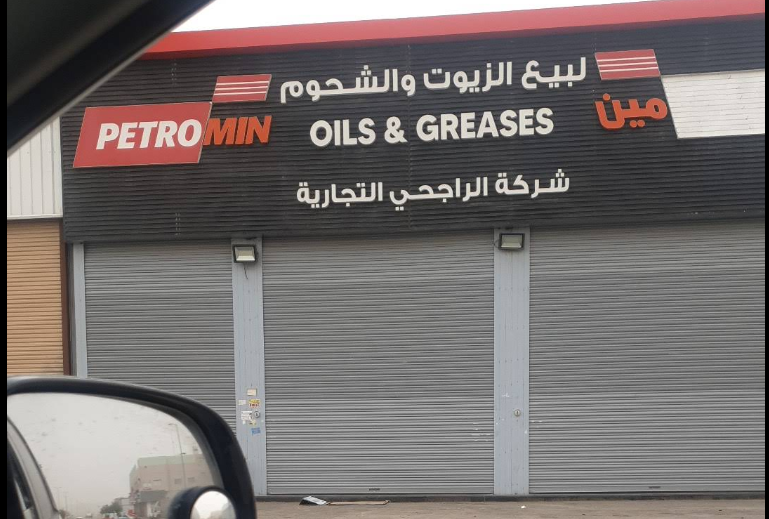 لبيع الزيوت والشحوم
PETROMIN OILS & GREASES مين
شركة الراجحي التجارية